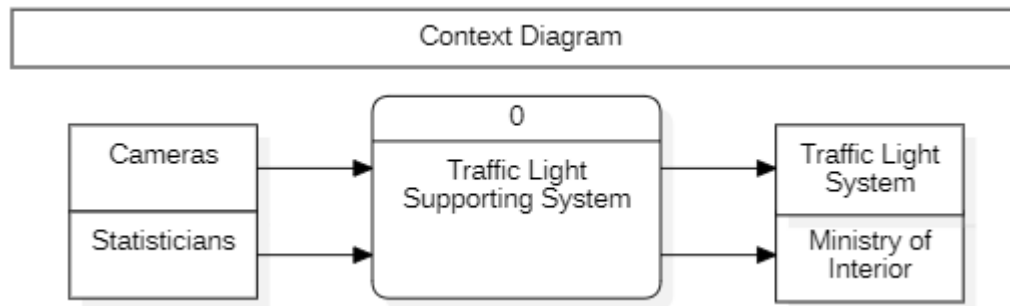 Context Diagram
0
Cameras
Traffic Light
Supporting System
Traffic Light
System
Statisticians
Ministry of
Interior